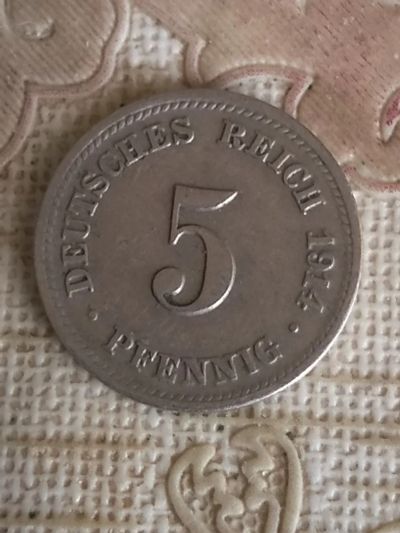 DEUTSCHES REICH 1914
5
PFENNIG